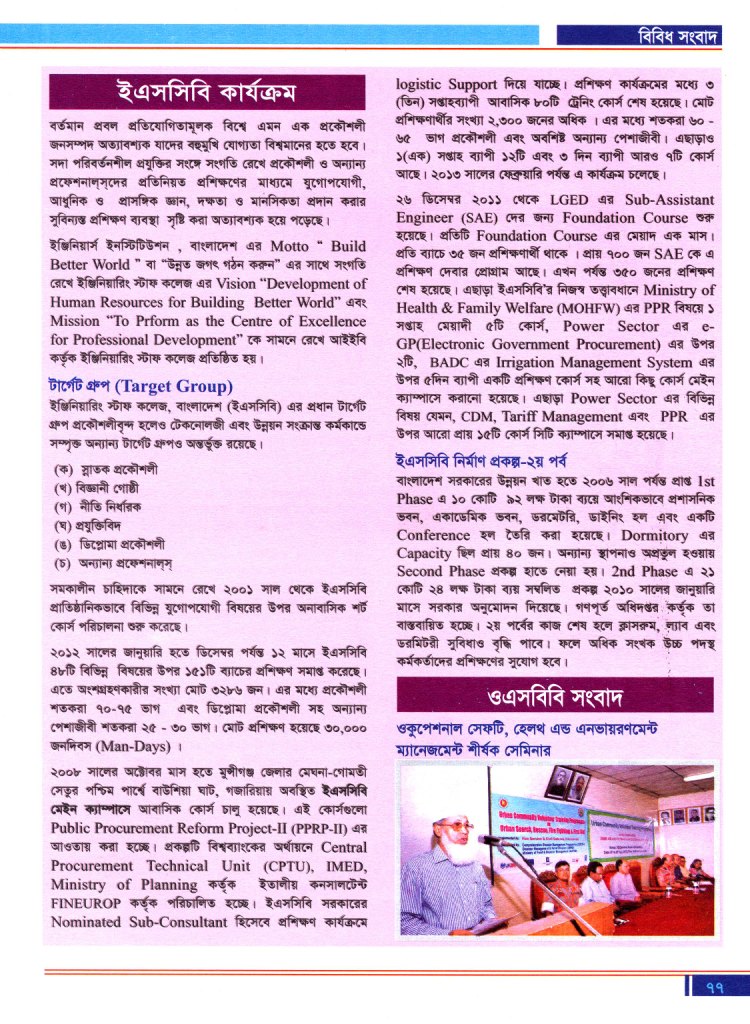 বিবিধ সংবাদ
ইএসসিবি কার্যক্রম
বর্তমান প্রবল প্রতিযোগিতামূলক বিশ্বে এমন এক প্রকৌশলী
জনসম্পদ অত্যাবশ্যক যাদের বহুমুখি যোগ্যতা বিশ্বমানের হতে হবে।
সদা পরিবর্তনশীল প্রযুক্তির সংঙ্গে সংগতি রেখে প্রকৌশলী ও অন্যান্য
প্রফেশনাল্‌স্‌দের প্রতিনিয়ত প্রশিক্ষণের মাধ্যমে যুগোপযোগী,
আধুনিক ও প্রাসঙ্গিক জ্ঞান, দক্ষতা ও মানসিকতা প্রদান করার
সুবিন্যস্ত প্রশিক্ষণ ব্যবস্থা সৃষ্টি করা অত্যাবশ্যক হয়ে পড়েছে।
ইঞ্জিনিয়ার্স ইনস্টিটিউশন , বাংলাদেশ এর Motto “ Build
Better World ” বা “উন্নত জগৎ গঠন করুন” এর সাথে সংগতি
রেখে ইঞ্জিনিয়ারিং স্টাফ কলেজ এর Vision “Development of
Human Resources for Building Better World” এবং
Mission “To Prform as the Centre of Excellence
for Professional Development” কে সামনে রেখে আইইবি
কর্তৃক ইঞ্জিনিয়ারিং স্টাফ কলেজ প্রতিষ্ঠিত হয়।
টার্গেট গ্রুপ (Target Group)
ইঞ্জিনিয়ারিং স্টাফ কলেজ, বাংলাদেশ (ইএসসিবি) এর প্রধান টার্গেট
গ্রুপ প্রকৌশলীবৃন্দ হলেও টেকনোলজী এবং উন্নয়ন সংক্রান্ত কর্মকান্ডে
সম্পৃক্ত অন্যান্য টার্গেট গ্রুপও অন্তর্ভুক্ত রয়েছে।
(ক) স্নাতক প্রকৌশলী
(খ) বিজ্ঞানী গোষ্ঠী
(গ) নীতি নির্ধারক
(ঘ) প্রযুক্তিবিদ
(ঙ) ডিপ্লোমা প্রকৌশলী
(চ) অন্যান্য প্রফেশনাল্‌স্‌
সমকালীন চাহিদাকে সামনে রেখে ২০০১ সাল থেকে ইএসসিবি
প্রাতিষ্ঠানিকভাবে বিভিন্ন যুগোপযোগী বিষয়ের উপর অনাবাসিক শর্ট
কোর্স পরিচালনা শুরু করেছে।
২০১২ সালের জানুয়ারি হতে ডিসেম্বর পর্যন্ত ১২ মাসে ইএসসিবি
৪৮টি বিভিন্ন বিষয়ের উপর ১৫১টি ব্যাচের প্রশিক্ষণ সমাপ্ত করেছে।
এতে অংশগ্রহণকারীর সংখ্যা মোট ৩২৮৬ জন। এর মধ্যে প্রকৌশলী
শতকরা ৭০-৭৫ ভাগ এবং ডিপ্লোমা প্রকৌশলী সহ অন্যান্য
পেশাজীবী শতকরা ২৫ - ৩০ ভাগ। মোট প্রশিক্ষণ হয়েছে ৩০,০০০
জনদিবস (Man-Days) ।
২০০৮ সালের অক্টোবর মাস হতে মুন্সীগঞ্জ জেলার মেঘনা-গোমতী
সেতুর পশ্চিম পার্শ্বে বাউশিয়া ঘাট, গজারিয়ায় অবস্থিত ইএসসিবি
মেইন ক্যাম্পাসে আবাসিক কোর্স চালু হয়েছে। এই কোর্সগুলো
Public Procurement Reform Project-II (PPRP-II) এর
আওতায় করা হচ্ছে। প্রকল্পটি বিশ্বব্যাংকের অর্থায়নে Central
Procurement Technical Unit (CPTU), IMED,
Ministry of Planning কর্তৃক ইতালীয় কনসালটেন্ট
FINEUROP কর্তৃক পরিচালিত হচ্ছে। ইএসসিবি সরকারের
Nominated Sub-Consultant হিসেবে প্রশিক্ষণ কার্যক্রমে
logistic Support দিয়ে যাচ্ছে। প্রশিক্ষণ কার্যক্রমের মধ্যে ৩
(তিন) সপ্তাহব্যাপী আবাসিক ৮০টি ট্রেনিং কোর্স শেষ হয়েছে। মোট
প্রশিক্ষণার্থীর সংখ্যা ২,৩০০ জনের অধিক । এর মধ্যে শতকরা ৬০ -
৬৫ ভাগ প্রকৌশলী এবং অবশিষ্ট অন্যান্য পেশাজীবী। এছাড়াও
১(এক) সপ্তাহ ব্যাপী ১২টি এবং ৩ দিন ব্যাপী আরও ৭টি কোর্স
আছে। ২০১৩ সালের ফেব্রুয়ারি পর্যন্ত এ কার্যক্রম চলেছে।
২৬ ডিসেম্বর ২০১১ থেকে LGED এর Sub-Assistant
Engineer (SAE) দের জন্য Foundation Course শুরু
হয়েছে। প্রতিটি Foundation Course এর মেয়াদ এক মাস।
প্রতি ব্যাচে ৩৫ জন প্রশিক্ষণার্থী থাকে । প্রায় ৭০০ জন SAE কে এ
প্রশিক্ষণ দেবার প্রোগ্রাম আছে। এখন পর্যন্ত ৩৫০ জনের প্রশিক্ষণ
শেষ হয়েছে। এছাড়া ইএসসিবি'র নিজস্ব তত্ত্বাবধানে Ministry of
Health & Family Welfare (MOHFW) এর PPR বিষয়ে ১
সপ্তাহ মেয়াদী ৫টি কোর্স, Power Sector এর e-
GP(Electronic Government Procurement) এর উপর
২টি, BADC এর Irrigation Management System এর
উপর ৫দিন ব্যাপী একটি প্রশিক্ষণ কোর্স সহ আরো কিছু কোর্স মেইন
ক্যাম্পাসে করানো হয়েছে। এছাড়া Power Sector এর বিভিন্ন
বিষয় যেমন, CDM, Tariff Management এবং PPR এর
উপর আরো প্রায় ১৫টি কোর্স সিটি ক্যাম্পাসে সমাপ্ত হয়েছে।
ইএসসিবি নির্মাণ প্রকল্প-২য় পর্ব
বাংলাদেশ সরকারের উন্নয়ন খাত হতে ২০০৬ সাল পর্যন্ত প্রাপ্ত 1st
Phase এ ১০ কোটি ৯২ লক্ষ টাকা ব্যয়ে আংশিকভাবে প্রশাসনিক
ভবন, একাডেমিক ভবন, ডরমেটরি, ডাইনিং হল এবং একটি
Conference হল তৈরি করা হয়েছে। Dormitory এর
Capacity ছিল প্রায় ৪০ জন। অন্যান্য স্থাপনাও অপ্রতুল হওয়ায়
Second Phase প্রকল্প হাতে নেয়া হয়। 2nd Phase এ ২১
কোটি ২৪ লক্ষ টাকা ব্যয় সম্বলিত প্রকল্প ২০১০ সালের জানুয়ারি
মাসে সরকার অনুমোদন দিয়েছে। গণপূর্ত অধিদপ্তর কর্তৃক তা
বাস্তবায়িত হচ্ছে। ২য় পর্বের কাজ শেষ হলে ক্লাসরুম, ল্যাব এবং
ডরমিটরী সুবিধাও বৃদ্ধি পাবে। ফলে অধিক সংখক উচ্চ পদস্থ
কর্মকর্তাদের প্রশিক্ষণের সুযোগ হবে।
ওএসবিবি সংবাদ
ওকুপেশনাল সেফটি, হেলথ এন্ড এনভায়রণমেন্ট
ম্যানেজমেন্ট শীর্ষক সেমিনার
Urban Community Volunteer Training Programme
Urban Search, Rescue, Fire Fighting & First Aid
৭৭